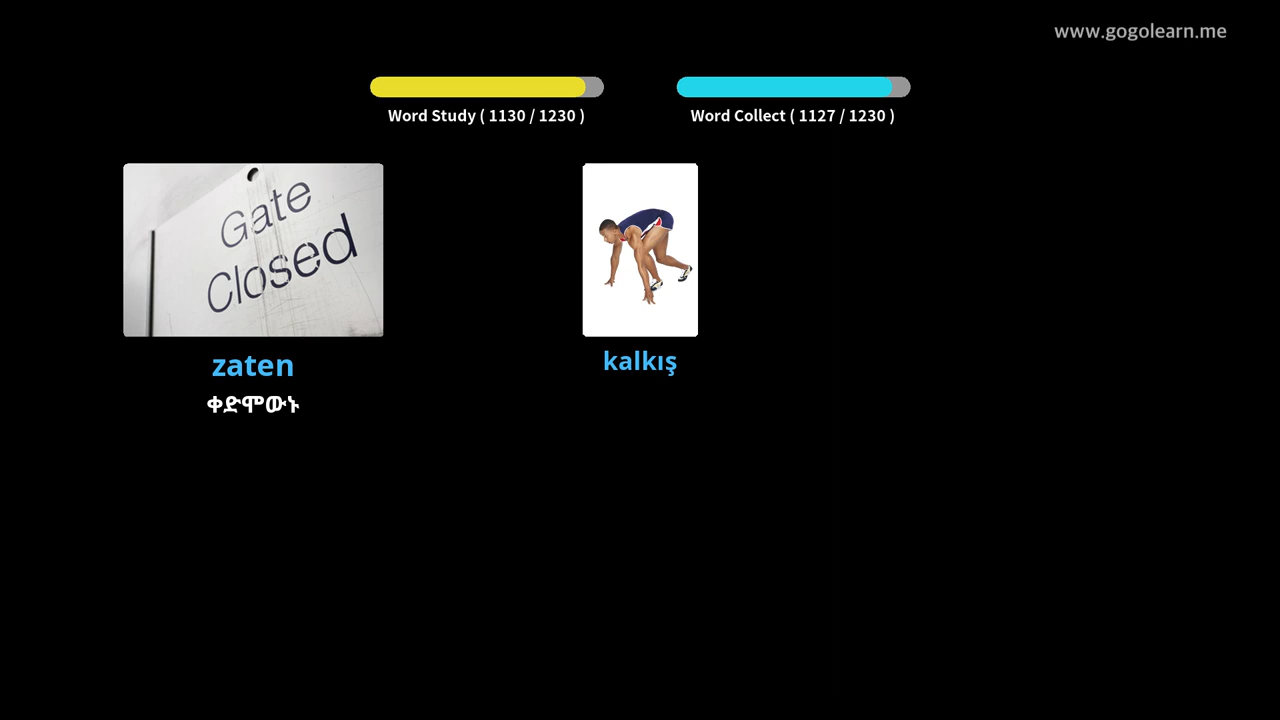 www.gogolearn.me
Word Study ( 1130 / 1230 )
Word Collect ( 1127 / 1230 )
Gate
Closed
zaten
ቀድሞውኑ
kalkış